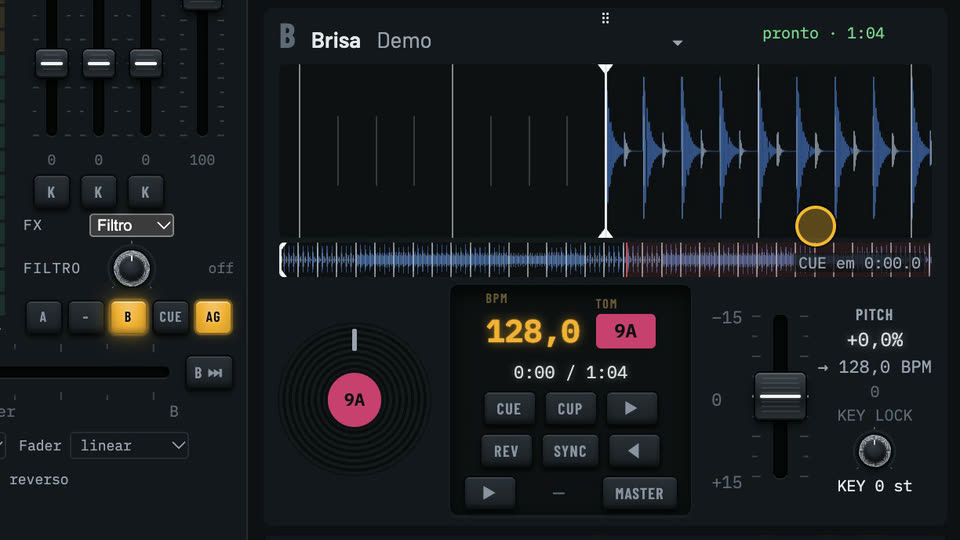 0 0 0 100
K K K
FX Filtro
FILTRO off
A - B CUE AG
B
B
Fader linear
reverso
B Brisa Demo
pronto · 1:04
CUE em 0:00.0
BPM TOM
128,0 9A
0:00 / 1:04
9A
CUE CUP
REV SYNC
— MASTER
-15
0
+15
PITCH
+0,0%
→ 128,0 BPM
0
KEY LOCK
KEY 0 st